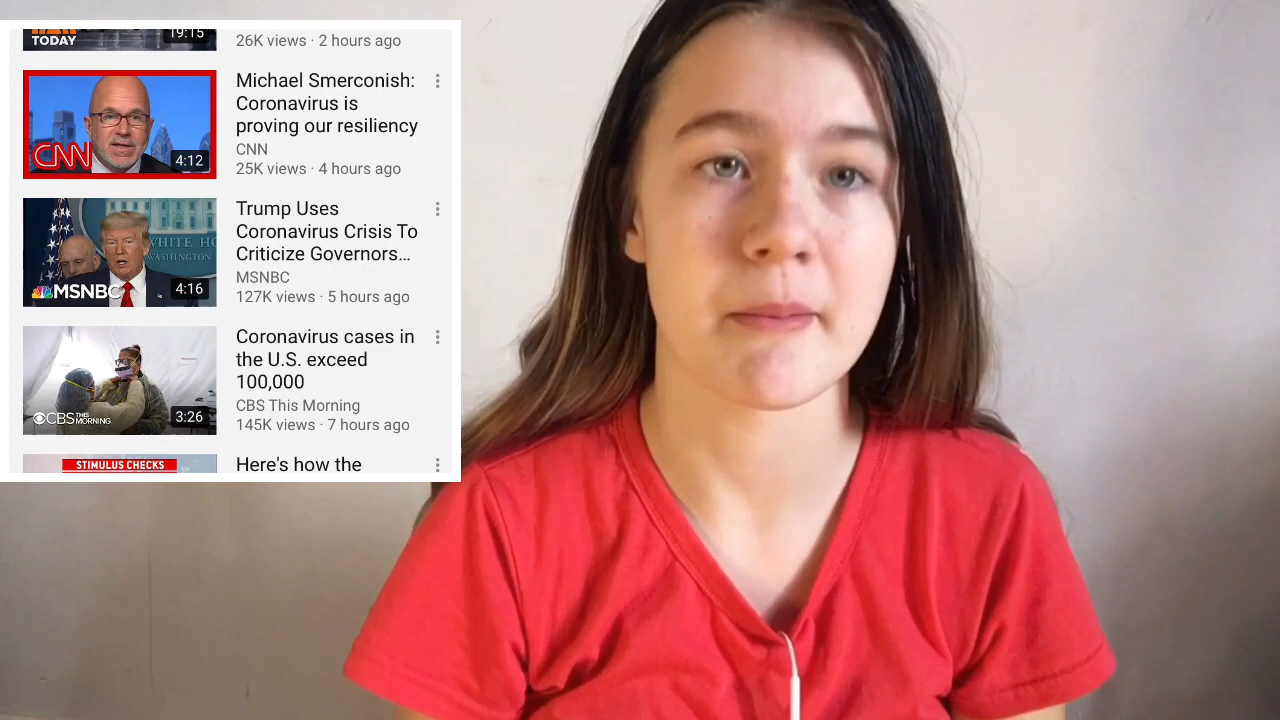 TODAY
19:15
26K views · 2 hours ago
CNN
4:12
Michael Smerconish:
Coronavirus is
proving our resiliency
CNN
25K views · 4 hours ago
WHITE HO
WASHINGTON
MSNBC
4:16
Trump Uses
Coronavirus Crisis To
Criticize Governors...
MSNBC
127K views · 5 hours ago
CBS THIS MORNING
3:26
Coronavirus cases in
the U.S. exceed
100,000
CBS This Morning
145K views · 7 hours ago
STIMULUS CHECKS
Here's how the